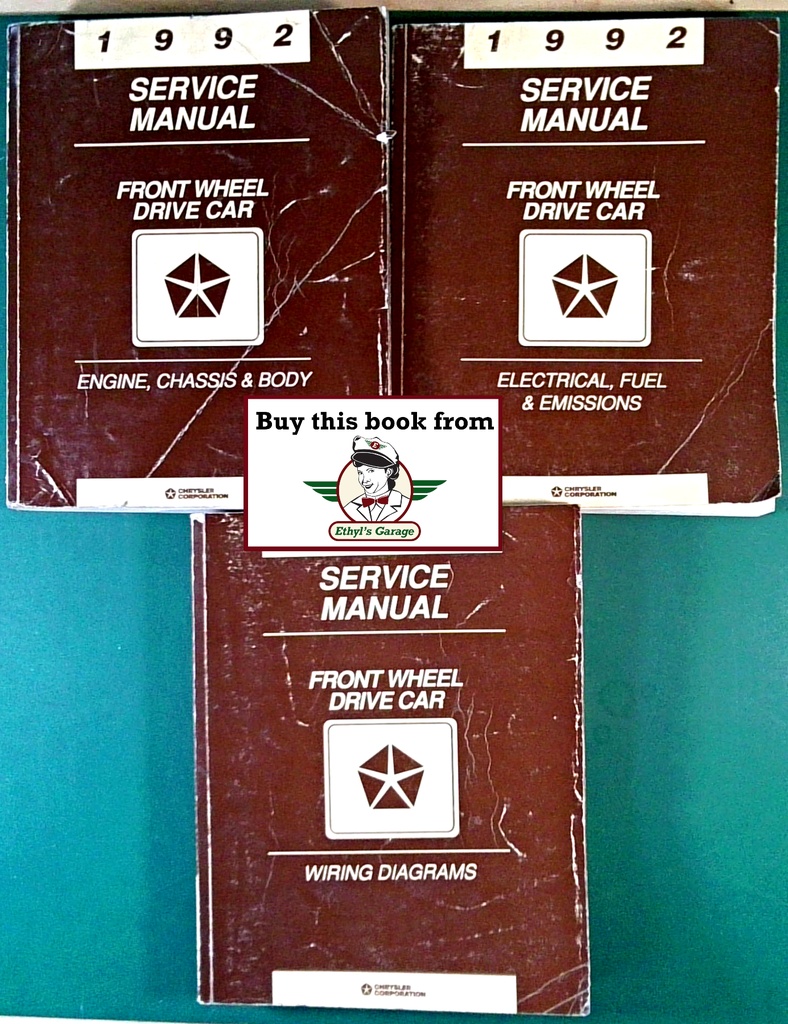 1 9 9 2
SERVICE
MANUAL
FRONT WHEEL
DRIVE CAR
ENGINE, CHASSIS & BODY
CHRYSLER
CORPORATION
1 9 9 2
SERVICE
MANUAL
FRONT WHEEL
DRIVE CAR
ELECTRICAL, FUEL
& EMISSIONS
CHRYSLER
CORPORATION
Buy this book from
E
Ethyl's Garage
SERVICE
MANUAL
FRONT WHEEL
DRIVE CAR
WIRING DIAGRAMS
CHRYSLER
CORPORATION